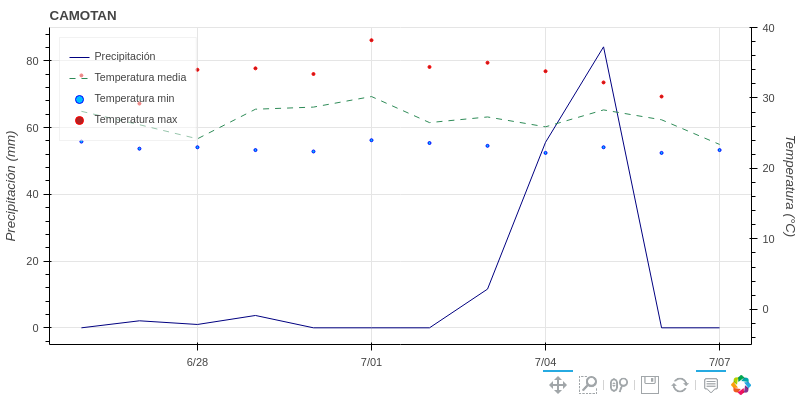 CAMOTAN
Precipitación
Temperatura media
Temperatura min
Temperatura max
Precipitación (mm)
80
60
40
20
0
Temperatura (°C)
40
30
20
10
0
6/28
7/01
7/04
7/07